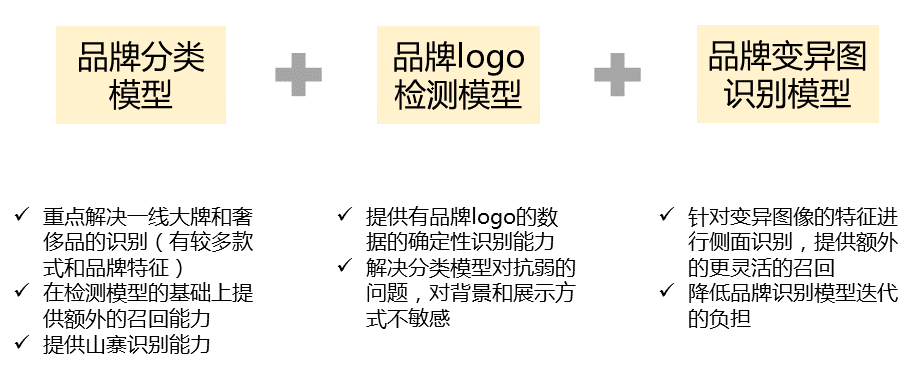 品牌分类
模型
品牌logo
检测模型
品牌变异图
识别模型
✓ 重点解决一线大牌和奢
侈品的识别（有较多款
式和品牌特征）
✓ 在检测模型的基础上提
供额外的召回能力
✓ 提供山寨识别能力
✓ 提供有品牌logo的数
据的确定性识别能力
✓ 解决分类模型对抗弱的
问题，对背景和展示方
式不敏感
✓ 针对变异图像的特征进
行侧面识别，提供额外
的更灵活的召回
✓ 降低品牌识别模型迭代
的负担